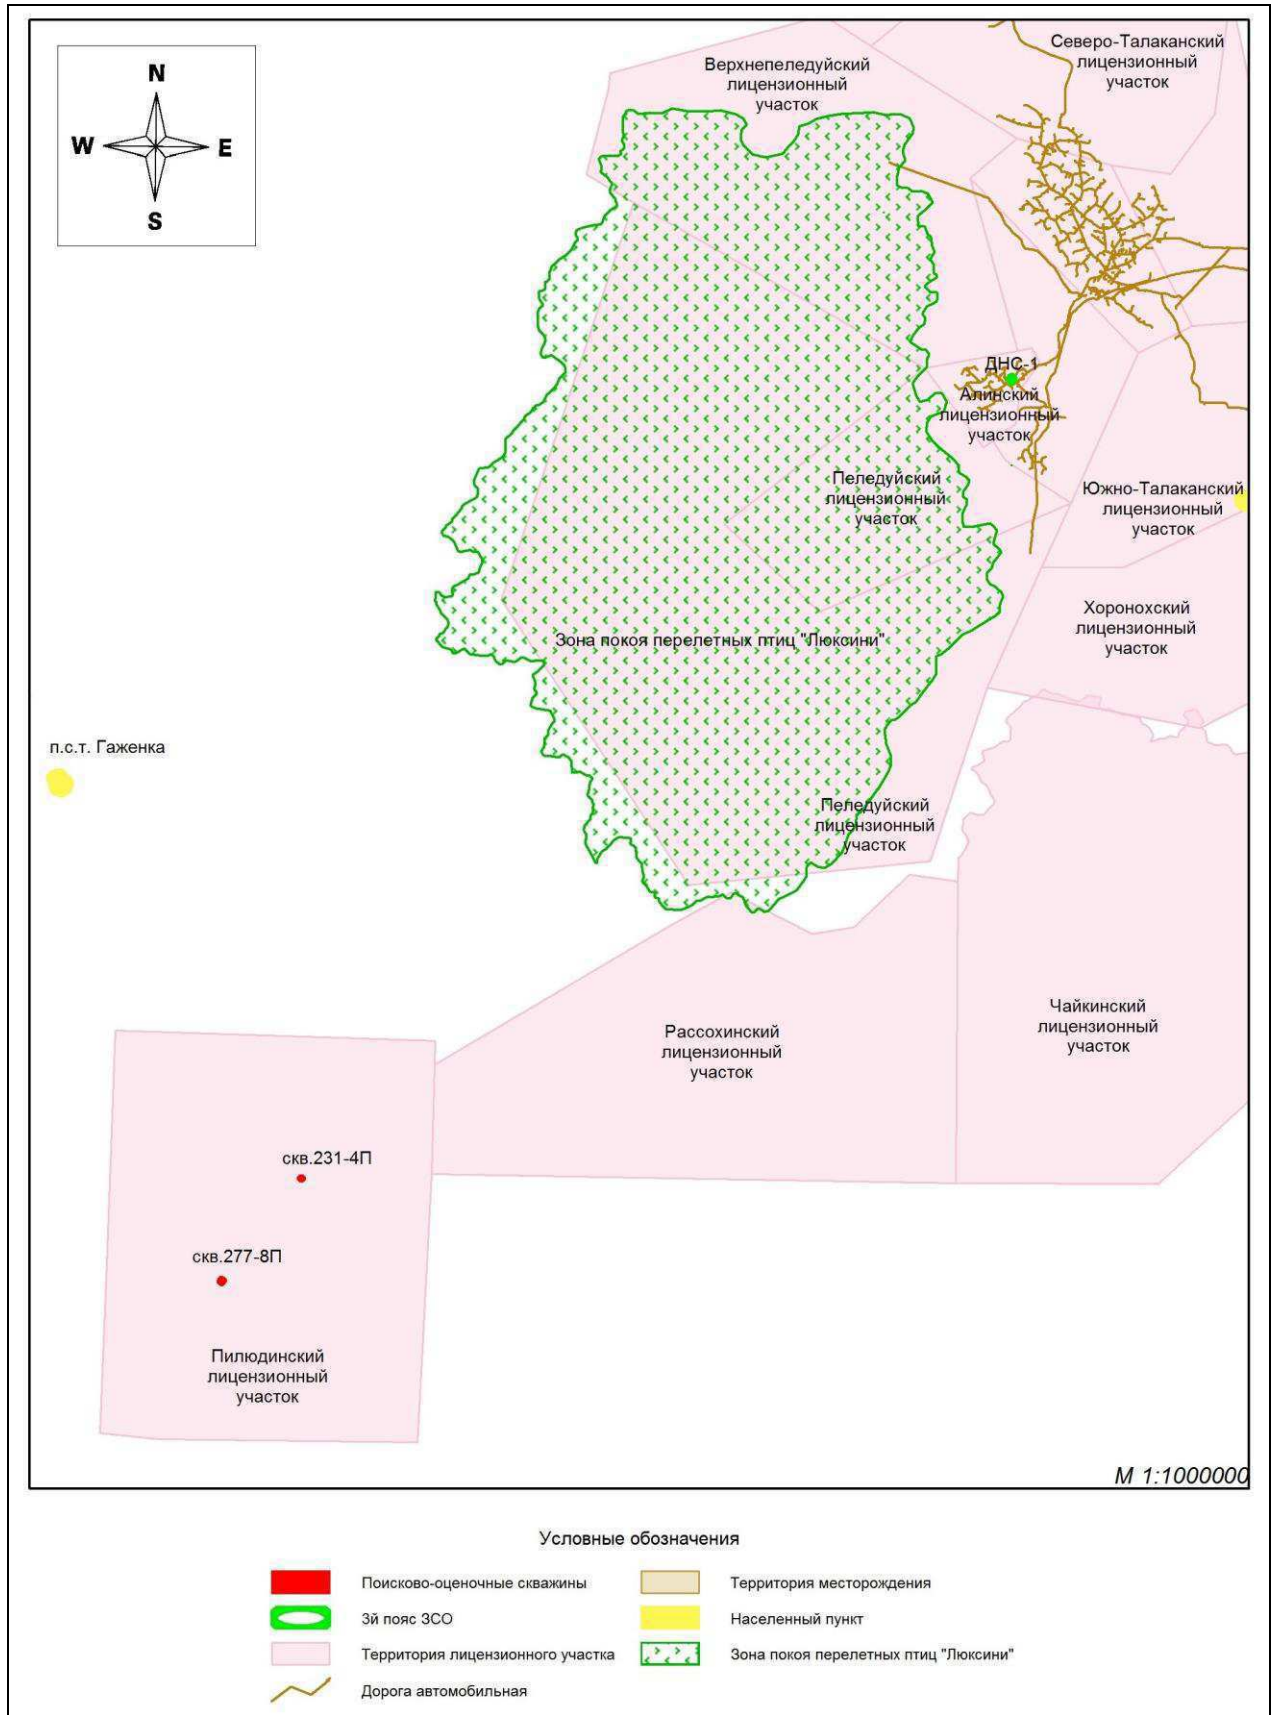 Северо-Талаканский
лицензионный
участок
Верхнепеледуйский
лицензионный
участок
N
W
E
S
ДНС-1
Алинский
лицензионный
участок
Пеледуйский
лицензионный
участок
Южно-Талаканский
лицензионный
участок
Хоронохский
лицензионный
участок
Зона покоя перелетных птиц "Люксини"
п.с.т. Гаженка
Пеледуйский
лицензионный
участок
Чайкинский
лицензионный
участок
Рассохинский
лицензионный
участок
скв.231-4П
скв.277-8П
Пилюдинский
лицензионный
участок
М 1:1000000
Условные обозначения
Поисково-оценочные скважины
Территория месторождения
3й пояс ЗСО
Населенный пункт
Территория лицензионного участка
Зона покоя перелетных птиц "Люксини"
Дорога автомобильная